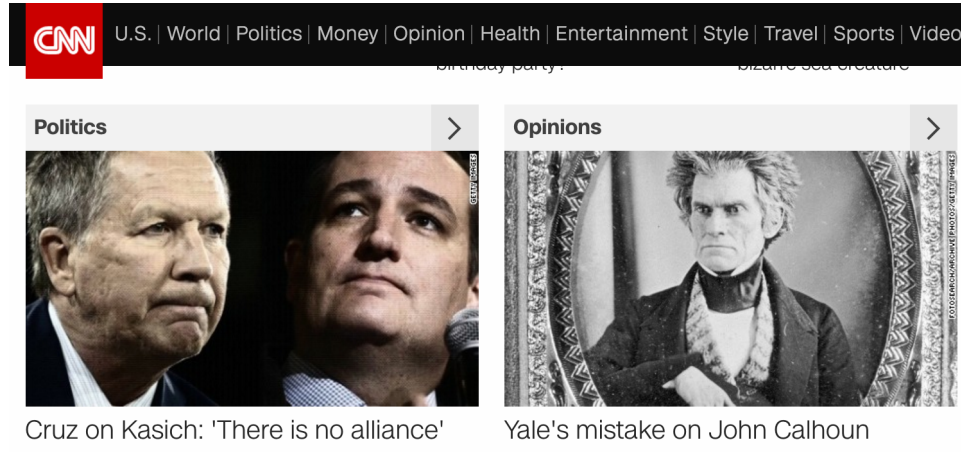 CNN
U.S. | World | Politics | Money | Opinion | Health | Entertainment | Style | Travel | Sports | Video
birthday party?
bizarre sea creature
Politics
Opinions
GETTY IMAGES
FOTOSEARCH/ARCHIVE PHOTOS/GETTY IMAGES
Cruz on Kasich: 'There is no alliance'
Yale's mistake on John Calhoun